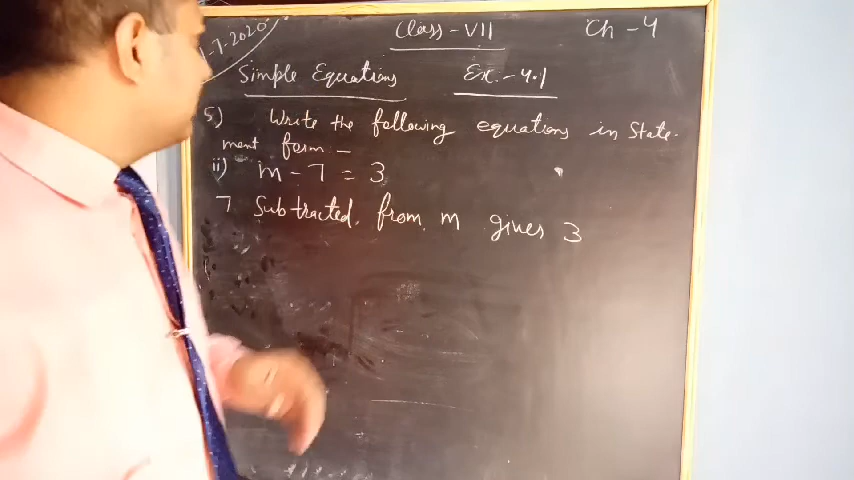 -7-2020
Class - VII
Ch - 4
Simple Equations Ex. - 4.1
5) Write the following equations in State-
ment form -
ii) m - 7 = 3
7 Subtracted from m gives 3